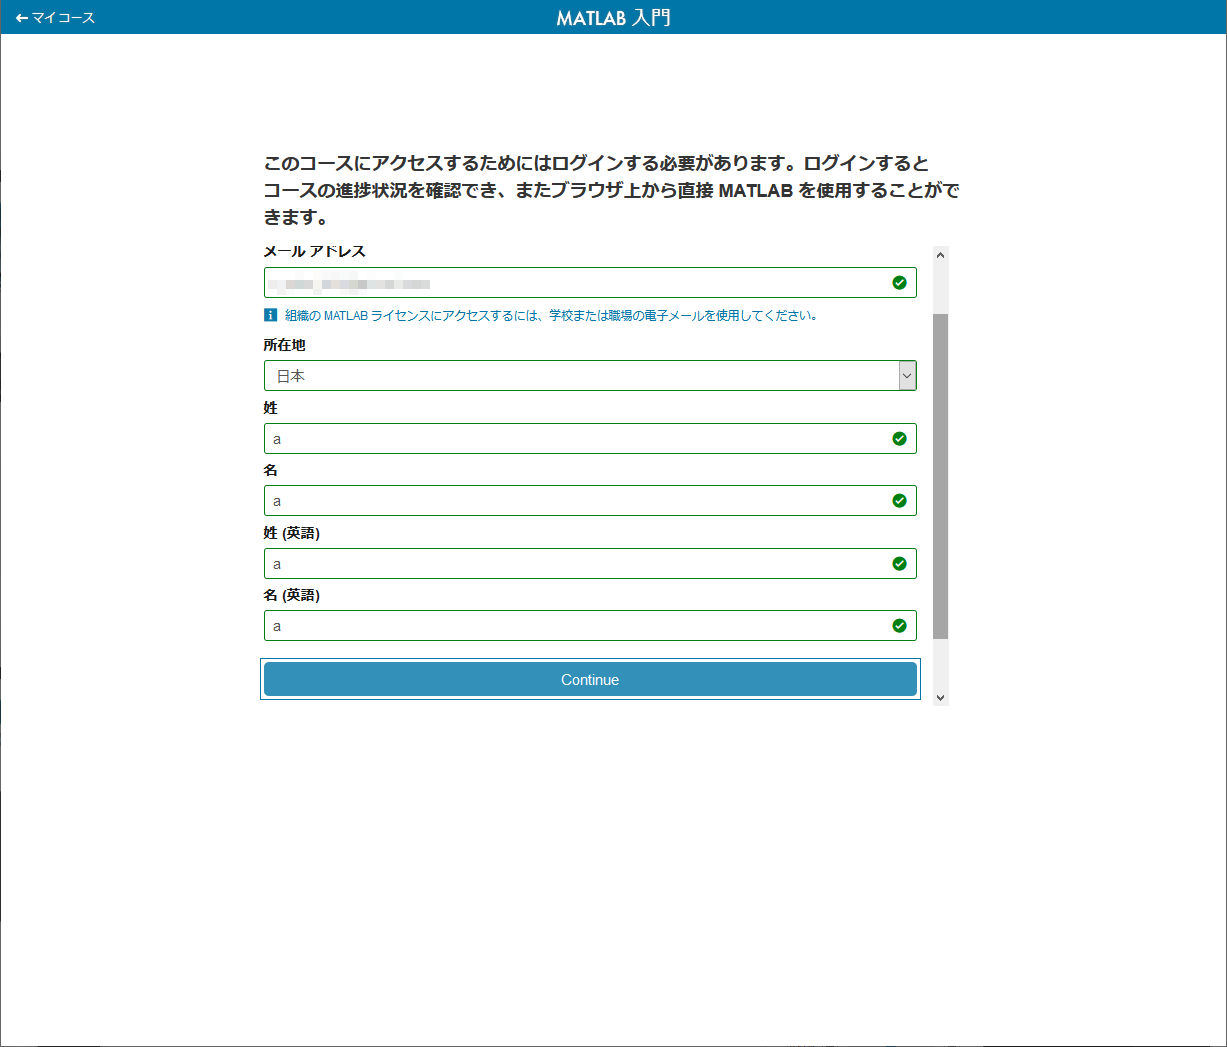 マイコース
MATLAB 入門
このコースにアクセスするためにはログインする必要があります。ログインすると
コースの進捗状況を確認でき、またブラウザ上から直接 MATLAB を使用することがで
きます。
メール アドレス
組織の MATLAB ライセンスにアクセスするには、学校または職場の電子メールを使用してください。
所在地
日本
姓
a
名
a
姓 (英語)
a
名 (英語)
a
Continue